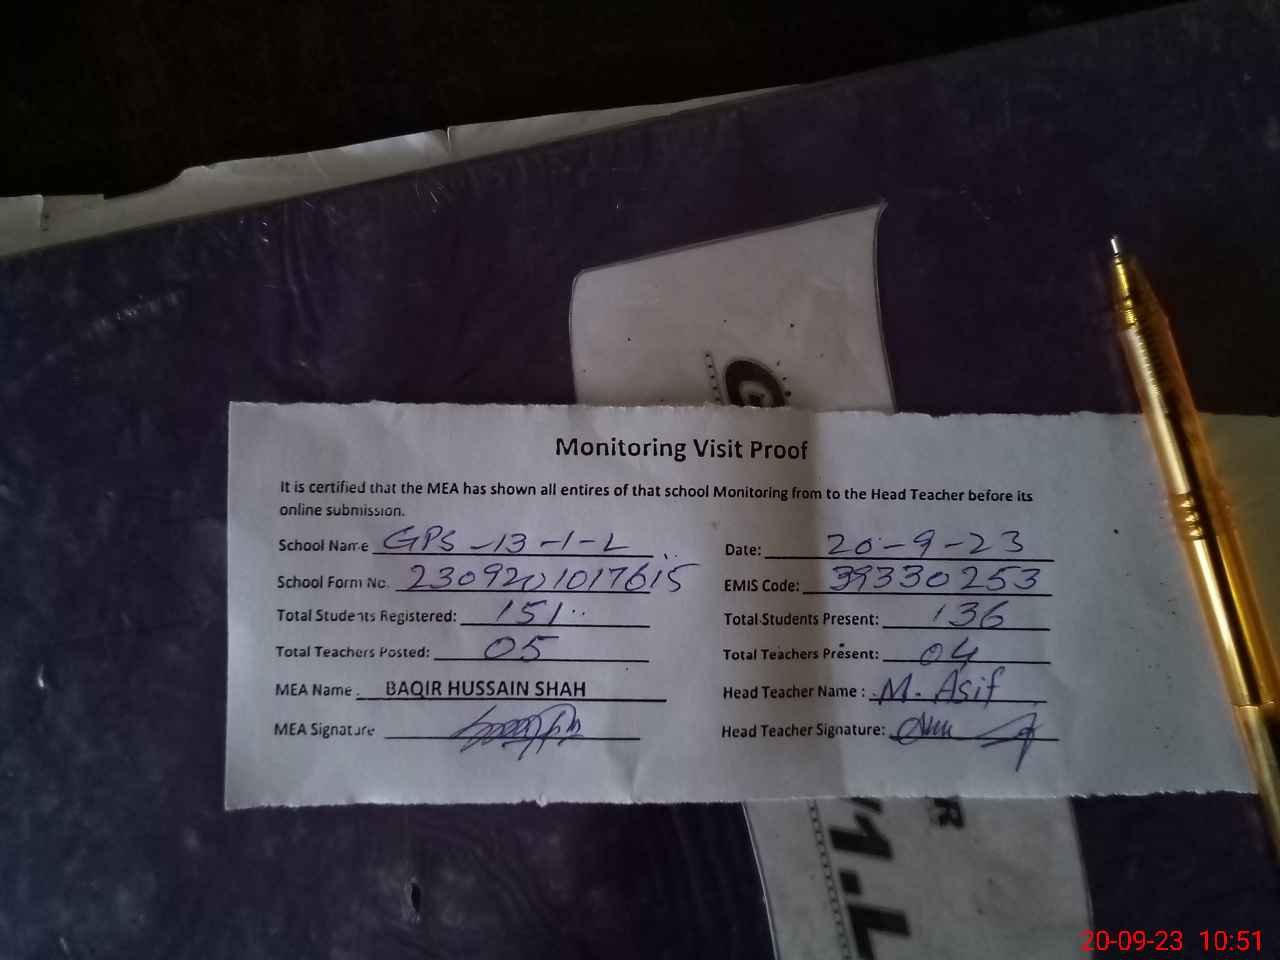 Monitoring Visit Proof
It is certified that the MEA has shown all entires of that school Monitoring from to the Head Teacher before its
online submission.
School Name GPS-13-1-L Date: 20-9-23
School Form No. 2309201017615 EMIS Code: 39330253
Total Students Registered: 151 Total Students Present: 136
Total Teachers Posted: 05 Total Teachers Present: 04
MEA Name: BAQIR HUSSAIN SHAH Head Teacher Name: M. Asif
MEA Signature Head Teacher Signature:
R
1.L
20-09-23 10:51